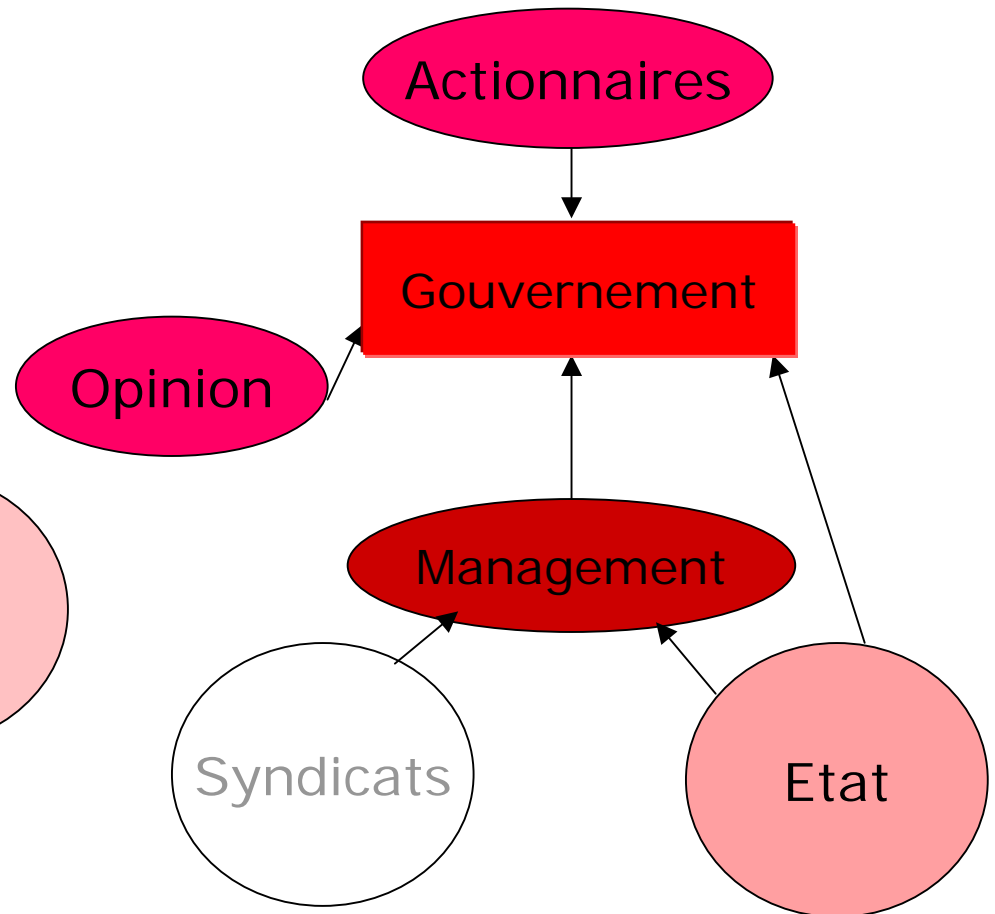 Actionnaires
Gouvernement
Opinion
Management
Syndicats
Etat